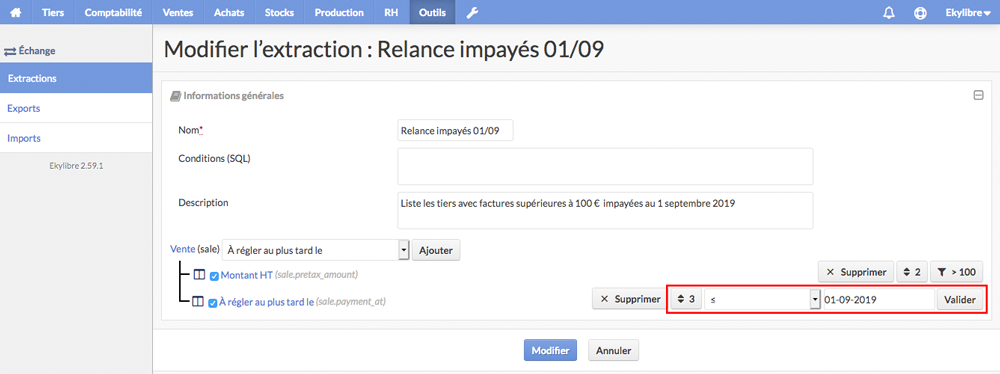 Tiers Comptabilité Ventes Achats Stocks Production RH Outils Ekylibre
Échange
Extractions
Exports
Imports
Ekylibre 2.59.1
Modifier l’extraction : Relance impayés 01/09
Informations générales
Nom* Relance impayés 01/09
Conditions (SQL)
Description Liste les tiers avec factures supérieures à 100 € impayées au 1 septembre 2019
Vente (sale) À régler au plus tard le Ajouter
Montant HT (sale.pretax_amount) Supprimer 2 > 100
À régler au plus tard le (sale.payment_at) Supprimer 3 ≤ 01-09-2019 Valider
Modifier Annuler